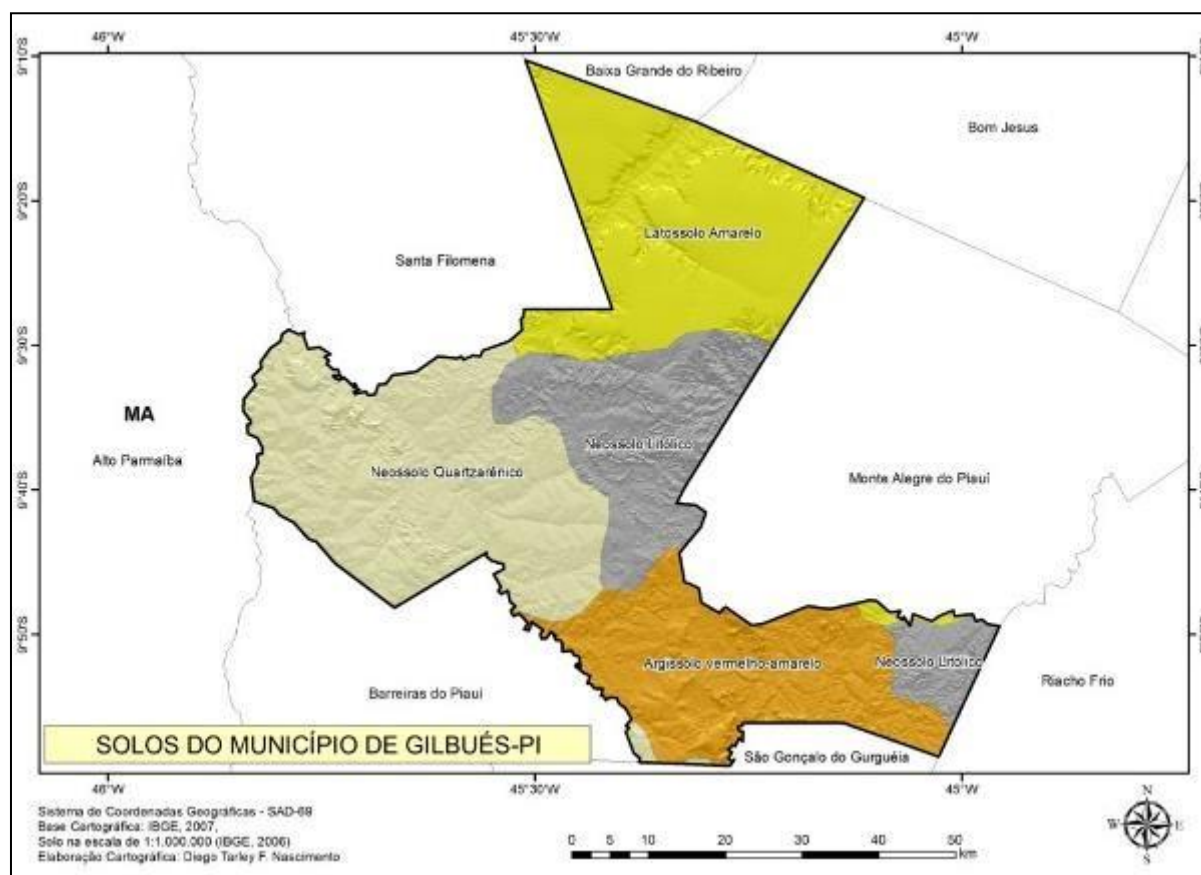 46°W 45°30'W 45°W
9°10'S
Baixa Grande do Ribeiro
Bom Jesus
9°20'S
Latossolo Amarelo
Santa Filomena
9°30'S
MA
Neossolo Litólico
Alto Parnaíba
Neossolo Quartzarênico
Monte Alegre do Piauí
9°40'S
9°50'S
Argissolo vermelho-amarelo
Neossolo Litólico
Riacho Frio
Barreiras do Piauí
SOLOS DO MUNICÍPIO DE GILBUÉS-PI
São Gonçalo do Gurguéia
46°W 45°30'W 45°W
Sistema de Coordenadas Geográficas - SAD-69
Base Cartográfica: IBGE, 2007,
Solo na escala de 1:1.000.000 (IBGE, 2006)
Elaboração Cartográfica: Diego Tarley F. Nascimento
0 5 10 20 30 40 50
km
N
W E
S